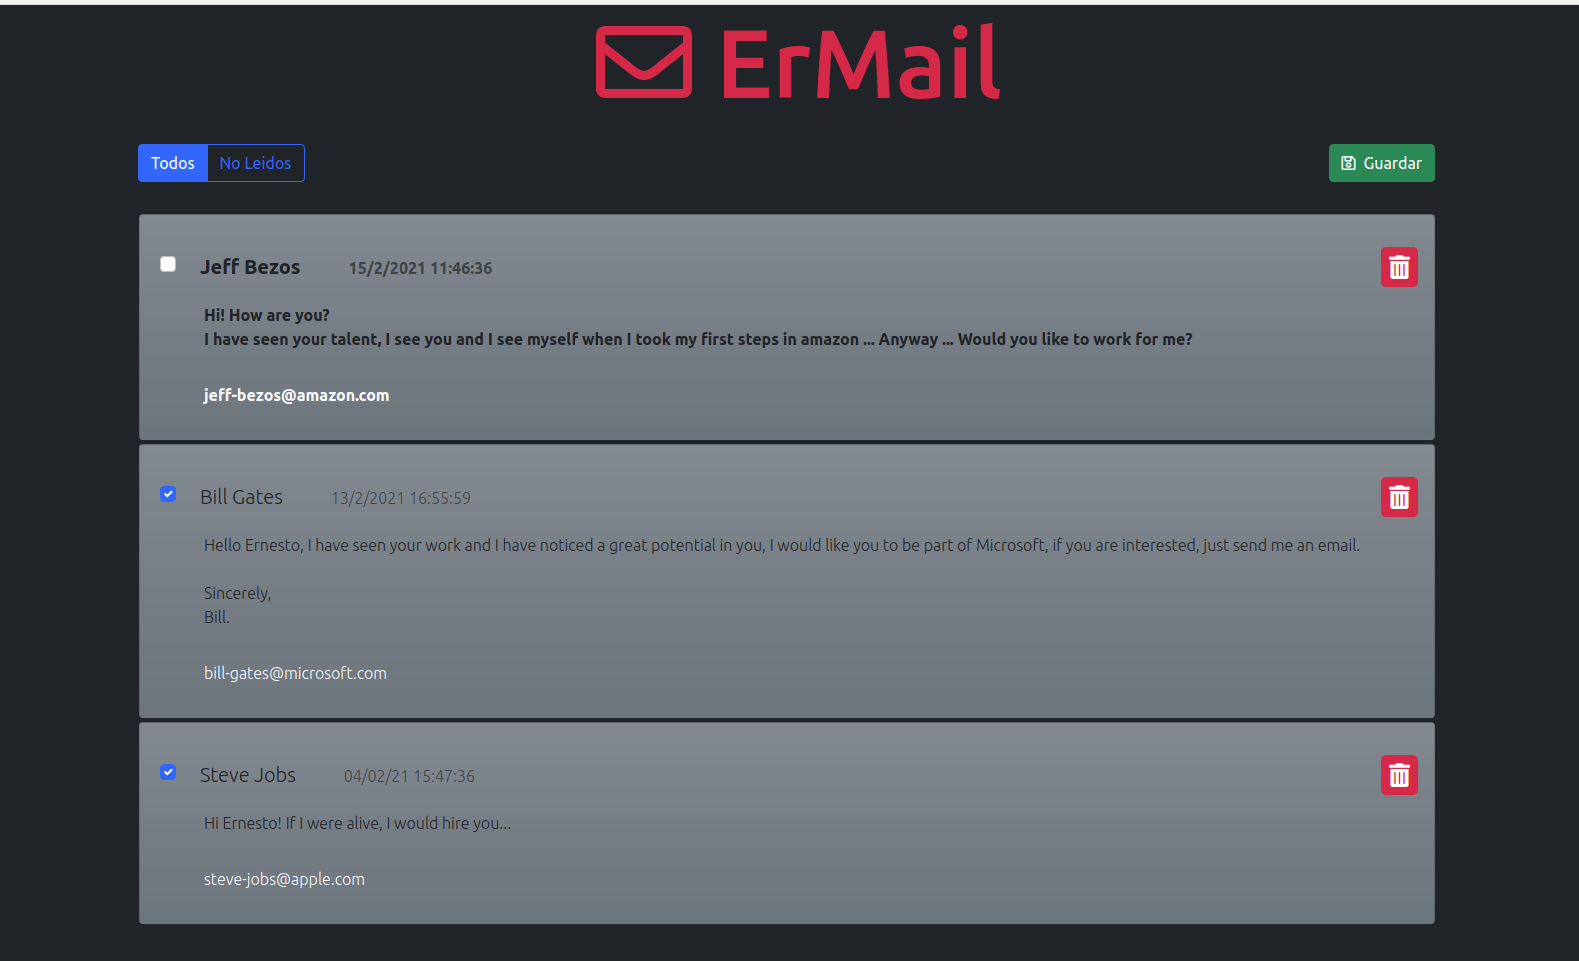 ErMail
Todos No Leidos Guardar
Jeff Bezos 15/2/2021 11:46:36
Hi! How are you?
I have seen your talent, I see you and I see myself when I took my first steps in amazon ... Anyway ... Would you like to work for me?
jeff-bezos@amazon.com
Bill Gates 13/2/2021 16:55:59
Hello Ernesto, I have seen your work and I have noticed a great potential in you, I would like you to be part of Microsoft, if you are interested, just send me an email.
Sincerely,
Bill.
bill-gates@microsoft.com
Steve Jobs 04/02/21 15:47:36
Hi Ernesto! If I were alive, I would hire you...
steve-jobs@apple.com